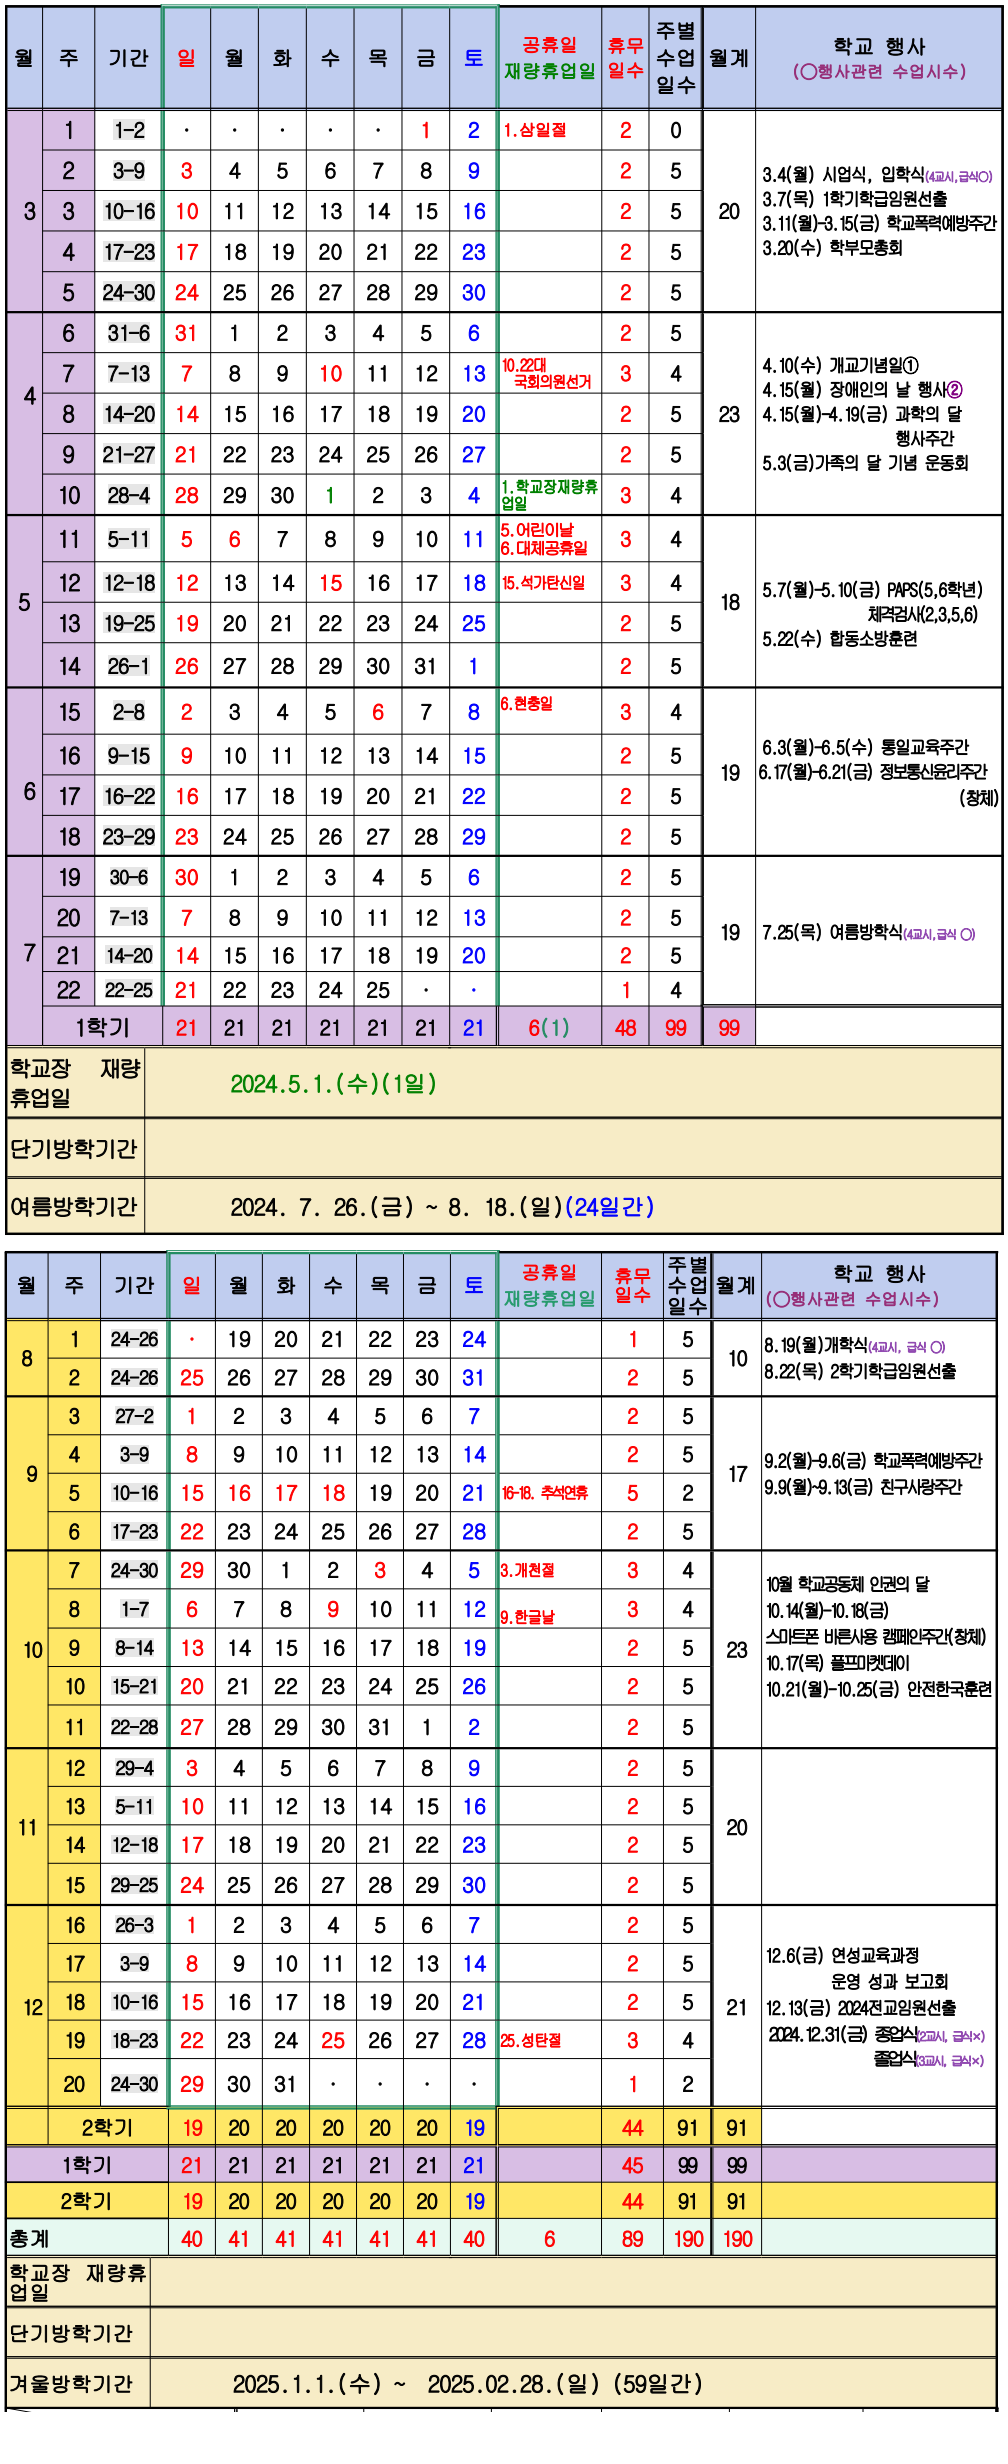 월 주 기간 일 월 화 수 목 금 토 공휴일 재량휴업일 휴무일수 주별수업일수 월계 학교 행사 (○행사관련 수업시수)
3 1 1-2 · · · · · 1 2 1.삼일절 2 0 20
2 3-9 3 4 5 6 7 8 9 2 5
3 10-16 10 11 12 13 14 15 16 2 5
4 17-23 17 18 19 20 21 22 23 2 5
5 24-30 24 25 26 27 28 29 30 2 5
3.4(월) 시업식, 입학식(4교시,급식○)
3.7(목) 1학기학급임원선출
3.11(월)-3.15(금) 학교폭력예방주간
3.20(수) 학부모총회
4 6 31-6 31 1 2 3 4 5 6 2 5 23
7 7-13 7 8 9 10 11 12 13 10.22대 국회의원선거 3 4
8 14-20 14 15 16 17 18 19 20 2 5
9 21-27 21 22 23 24 25 26 27 2 5
10 28-4 28 29 30 1 2 3 4 1.학교장재량휴업일 3 4
4.10(수) 개교기념일①
4.15(월) 장애인의 날 행사②
4.15(월)-4.19(금) 과학의 달
행사주간
5.3(금)가족의 달 기념 운동회
5 11 5-11 5 6 7 8 9 10 11 5.어린이날 6.대체공휴일 3 4 18
12 12-18 12 13 14 15 16 17 18 15.석가탄신일 3 4
13 19-25 19 20 21 22 23 24 25 2 5
14 26-1 26 27 28 29 30 31 1 2 5
5.7(월)-5.10(금) PAPS(5,6학년)
체격검사(2,3,5,6)
5.22(수) 합동소방훈련
6 15 2-8 2 3 4 5 6 7 8 6.현충일 3 4 19
16 9-15 9 10 11 12 13 14 15 2 5
17 16-22 16 17 18 19 20 21 22 2 5
18 23-29 23 24 25 26 27 28 29 2 5
6.3(월)-6.5(수) 통일교육주간
6.17(월)-6.21(금) 정보통신윤리주간
(창체)
7 19 30-6 30 1 2 3 4 5 6 2 5 19
20 7-13 7 8 9 10 11 12 13 2 5
21 14-20 14 15 16 17 18 19 20 2 5
22 22-25 21 22 23 24 25 · · 1 4
7.25(목) 여름방학식(4교시,급식 ○)
1학기 21 21 21 21 21 21 21 6(1) 48 99 99
학교장 재량휴업일 2024.5.1.(수)(1일)
단기방학기간
여름방학기간 2024. 7. 26.(금) ~ 8. 18.(일)(24일간)
월 주 기간 일 월 화 수 목 금 토 공휴일 재량휴업일 휴무일수 주별수업일수 월계 학교 행사 (○행사관련 수업시수)
8 1 24-26 · 19 20 21 22 23 24 1 5 10
2 24-26 25 26 27 28 29 30 31 2 5
8.19(월)개학식(4교시, 급식 ○)
8.22(목) 2학기학급임원선출
9 3 27-2 1 2 3 4 5 6 7 2 5 17
4 3-9 8 9 10 11 12 13 14 2 5
5 10-16 15 16 17 18 19 20 21 16-18. 추석연휴 5 2
6 17-23 22 23 24 25 26 27 28 2 5
9.2(월)-9.6(금) 학교폭력예방주간
9.9(월)~9.13(금) 친구사랑주간
10 7 24-30 29 30 1 2 3 4 5 3.개천절 3 4 23
8 1-7 6 7 8 9 10 11 12 9.한글날 3 4
9 8-14 13 14 15 16 17 18 19 2 5
10 15-21 20 21 22 23 24 25 26 2 5
11 22-28 27 28 29 30 31 1 2 2 5
10월 학교공동체 인권의 달
10.14(월)-10.18(금)
스마트폰 바른사용 캠페인주간(창체)
10.17(목) 플프마켓데이
10.21(월)-10.25(금) 안전한국훈련
11 12 29-4 3 4 5 6 7 8 9 2 5 20
13 5-11 10 11 12 13 14 15 16 2 5
14 12-18 17 18 19 20 21 22 23 2 5
15 29-25 24 25 26 27 28 29 30 2 5
12 16 26-3 1 2 3 4 5 6 7 2 5 21
17 3-9 8 9 10 11 12 13 14 2 5
18 10-16 15 16 17 18 19 20 21 2 5
19 18-23 22 23 24 25 26 27 28 25.성탄절 3 4
20 24-30 29 30 31 · · · · 1 2
12.6(금) 연성교육과정
운영 성과 보고회
12.13(금) 2024전교임원선출
2024.12.31(금) 종업식(2교시, 급식×)
졸업식(3교시, 급식×)
2학기 19 20 20 20 20 20 19 44 91 91
1학기 21 21 21 21 21 21 21 45 99 99
2학기 19 20 20 20 20 20 19 44 91 91
총계 40 41 41 41 41 41 40 6 89 190 190
학교장 재량휴업일
단기방학기간
겨울방학기간 2025.1.1.(수) ~ 2025.02.28.(일) (59일간)